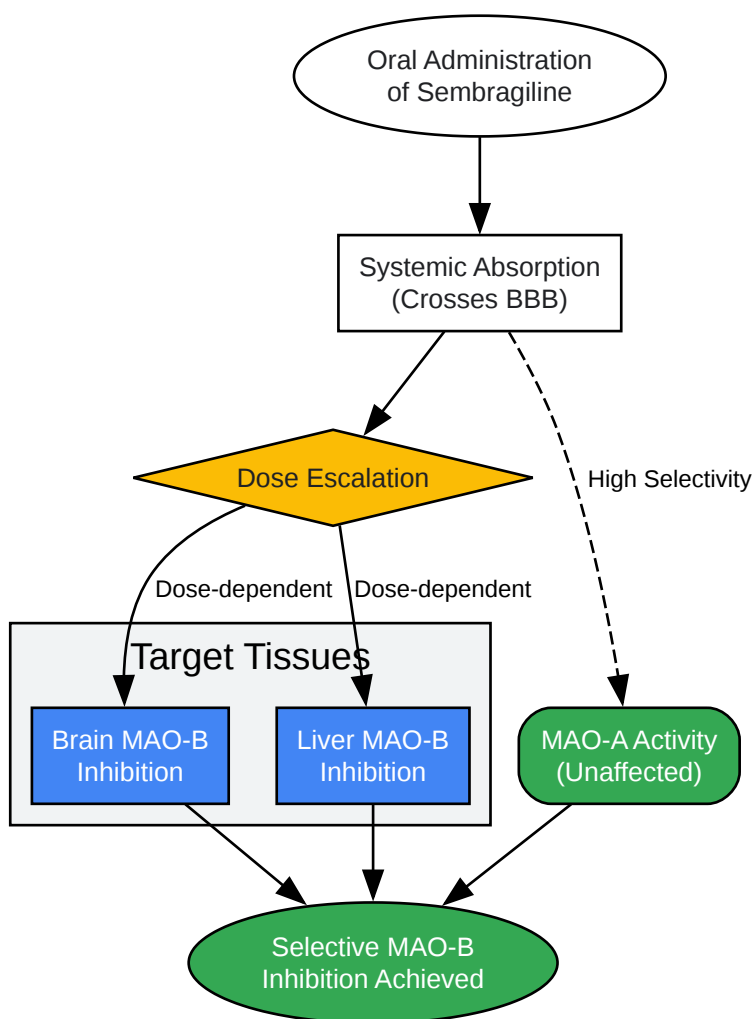 Oral Administration
of Sembragiline
Systemic Absorption
(Crosses BBB)
Dose Escalation
High Selectivity
Dose-dependent
Dose-dependent
Target Tissues
Brain MAO-B
Inhibition
Liver MAO-B
Inhibition
MAO-A Activity
(Unaffected)
Selective MAO-B
Inhibition Achieved